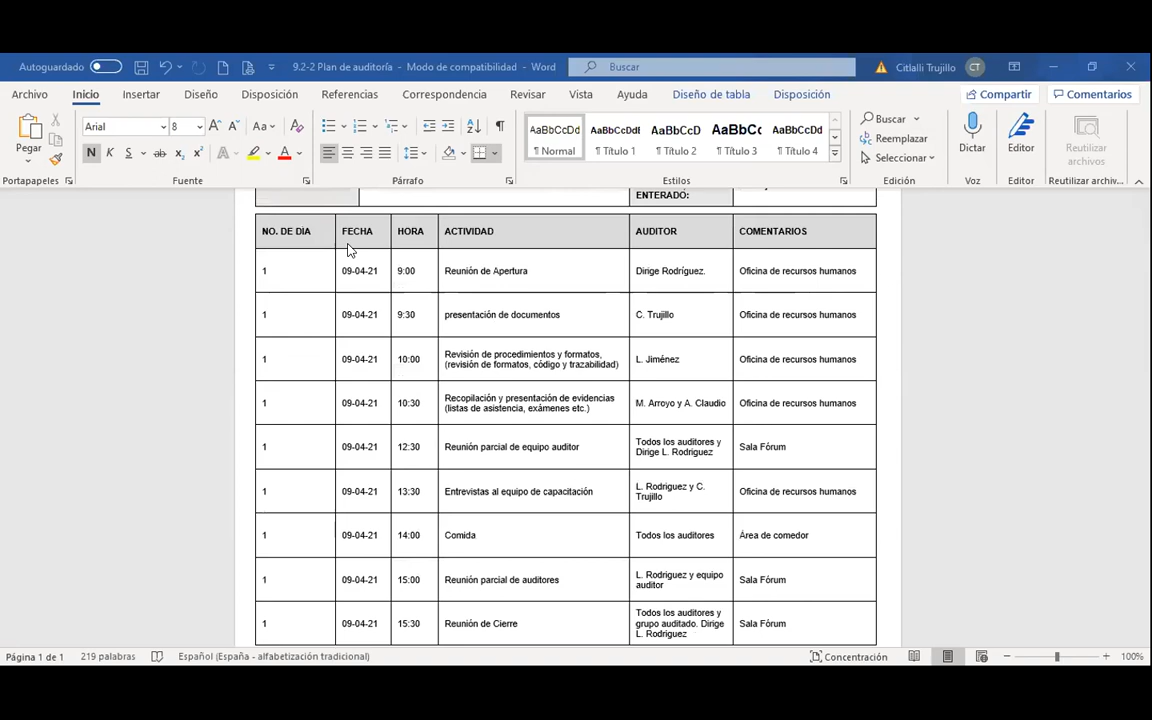 Autoguardado
9.2-2 Plan de auditoría - Modo de compatibilidad - Word
Buscar
Citlalli Trujillo CT
Archivo Inicio Insertar Diseño Disposición Referencias Correspondencia Revisar Vista Ayuda Diseño de tabla Disposición Compartir Comentarios
Pegar
Arial 8
A A Aa
N K S ab x₂ x² A A
AaBbCcDd AaBbCcDdE AaBbCcD AaBbCc AaBbCcDd
¶ Normal ¶ Título 1 ¶ Título 2 ¶ Título 3 ¶ Título 4
Buscar
Reemplazar
Seleccionar
Dictar
Editor
Reutilizar
archivos
Portapapeles Fuente Párrafo Estilos Edición Voz Editor Reutilizar archiv...
ENTERADO:
NO. DE DÍA FECHA HORA ACTIVIDAD AUDITOR COMENTARIOS
1 09-04-21 9:00 Reunión de Apertura Dirige Rodríguez. Oficina de recursos humanos
1 09-04-21 9:30 presentación de documentos C. Trujillo Oficina de recursos humanos
1 09-04-21 10:00 Revisión de procedimientos y formatos,
(revisión de formatos, código y trazabilidad) L. Jiménez Oficina de recursos humanos
1 09-04-21 10:30 Recopilación y presentación de evidencias
(listas de asistencia, exámenes etc.) M. Arroyo y A. Claudio Oficina de recursos humanos
1 09-04-21 12:30 Reunión parcial de equipo auditor Todos los auditores y
Dirige L. Rodriguez Sala Fórum
1 09-04-21 13:30 Entrevistas al equipo de capacitación L. Rodriguez y C.
Trujillo Oficina de recursos humanos
1 09-04-21 14:00 Comida Todos los auditores Área de comedor
1 09-04-21 15:00 Reunión parcial de auditores L. Rodriguez y equipo
auditor Sala Fórum
1 09-04-21 15:30 Reunión de Cierre Todos los auditores y
grupo auditado. Dirige
L. Rodriguez Sala Fórum
Página 1 de 1 219 palabras Español (España - alfabetización tradicional) Concentración 100%